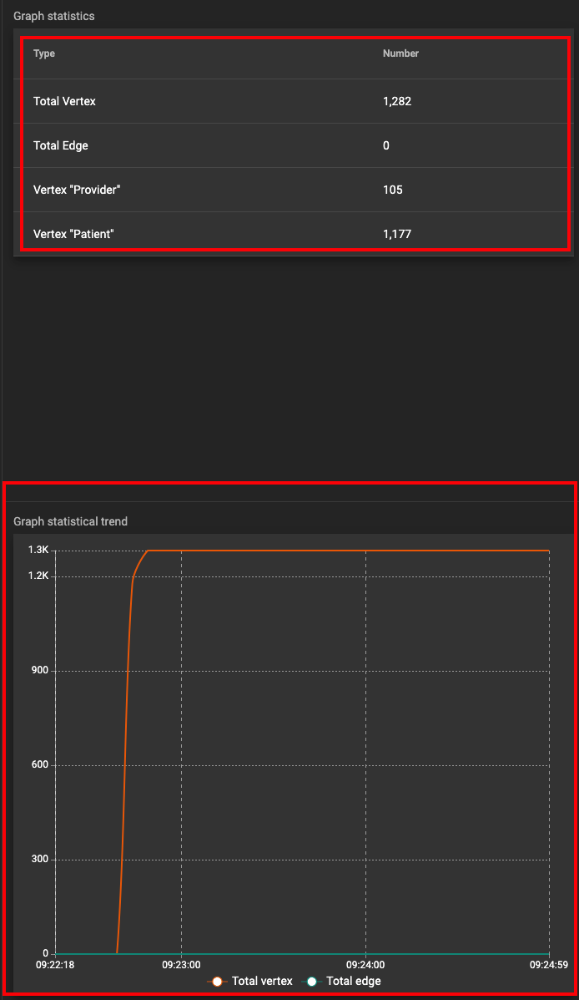 Graph statistics
Type Number
Total Vertex 1,282
Total Edge 0
Vertex "Provider" 105
Vertex "Patient" 1,177
Graph statistical trend
1.3K
1.2K
900
600
300
0
09:22:18 09:23:00 09:24:00 09:24:59
Total vertex Total edge